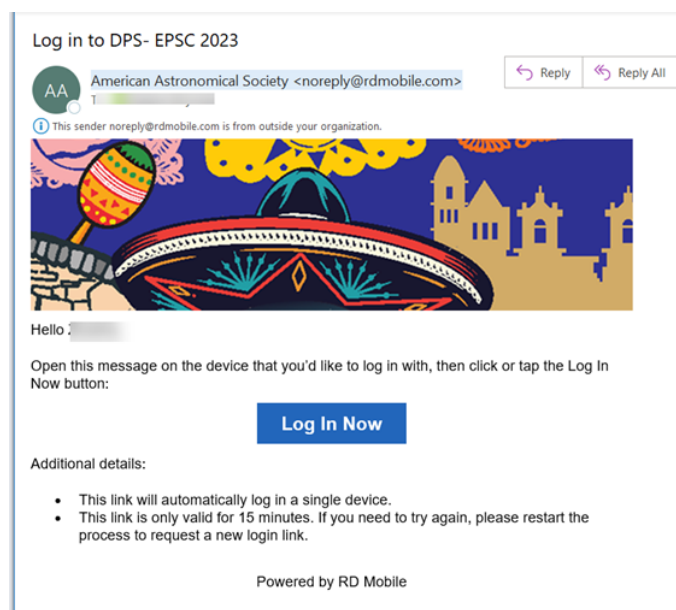 Log in to DPS- EPSC 2023
Reply
Reply All
AA
American Astronomical Society <noreply@rdmobile.com>
This sender noreply@rdmobile.com is from outside your organization.
Hello
Open this message on the device that you'd like to log in with, then click or tap the Log In
Now button:
Log In Now
Additional details:
• This link will automatically log in a single device.
• This link is only valid for 15 minutes. If you need to try again, please restart the
process to request a new login link.
Powered by RD Mobile